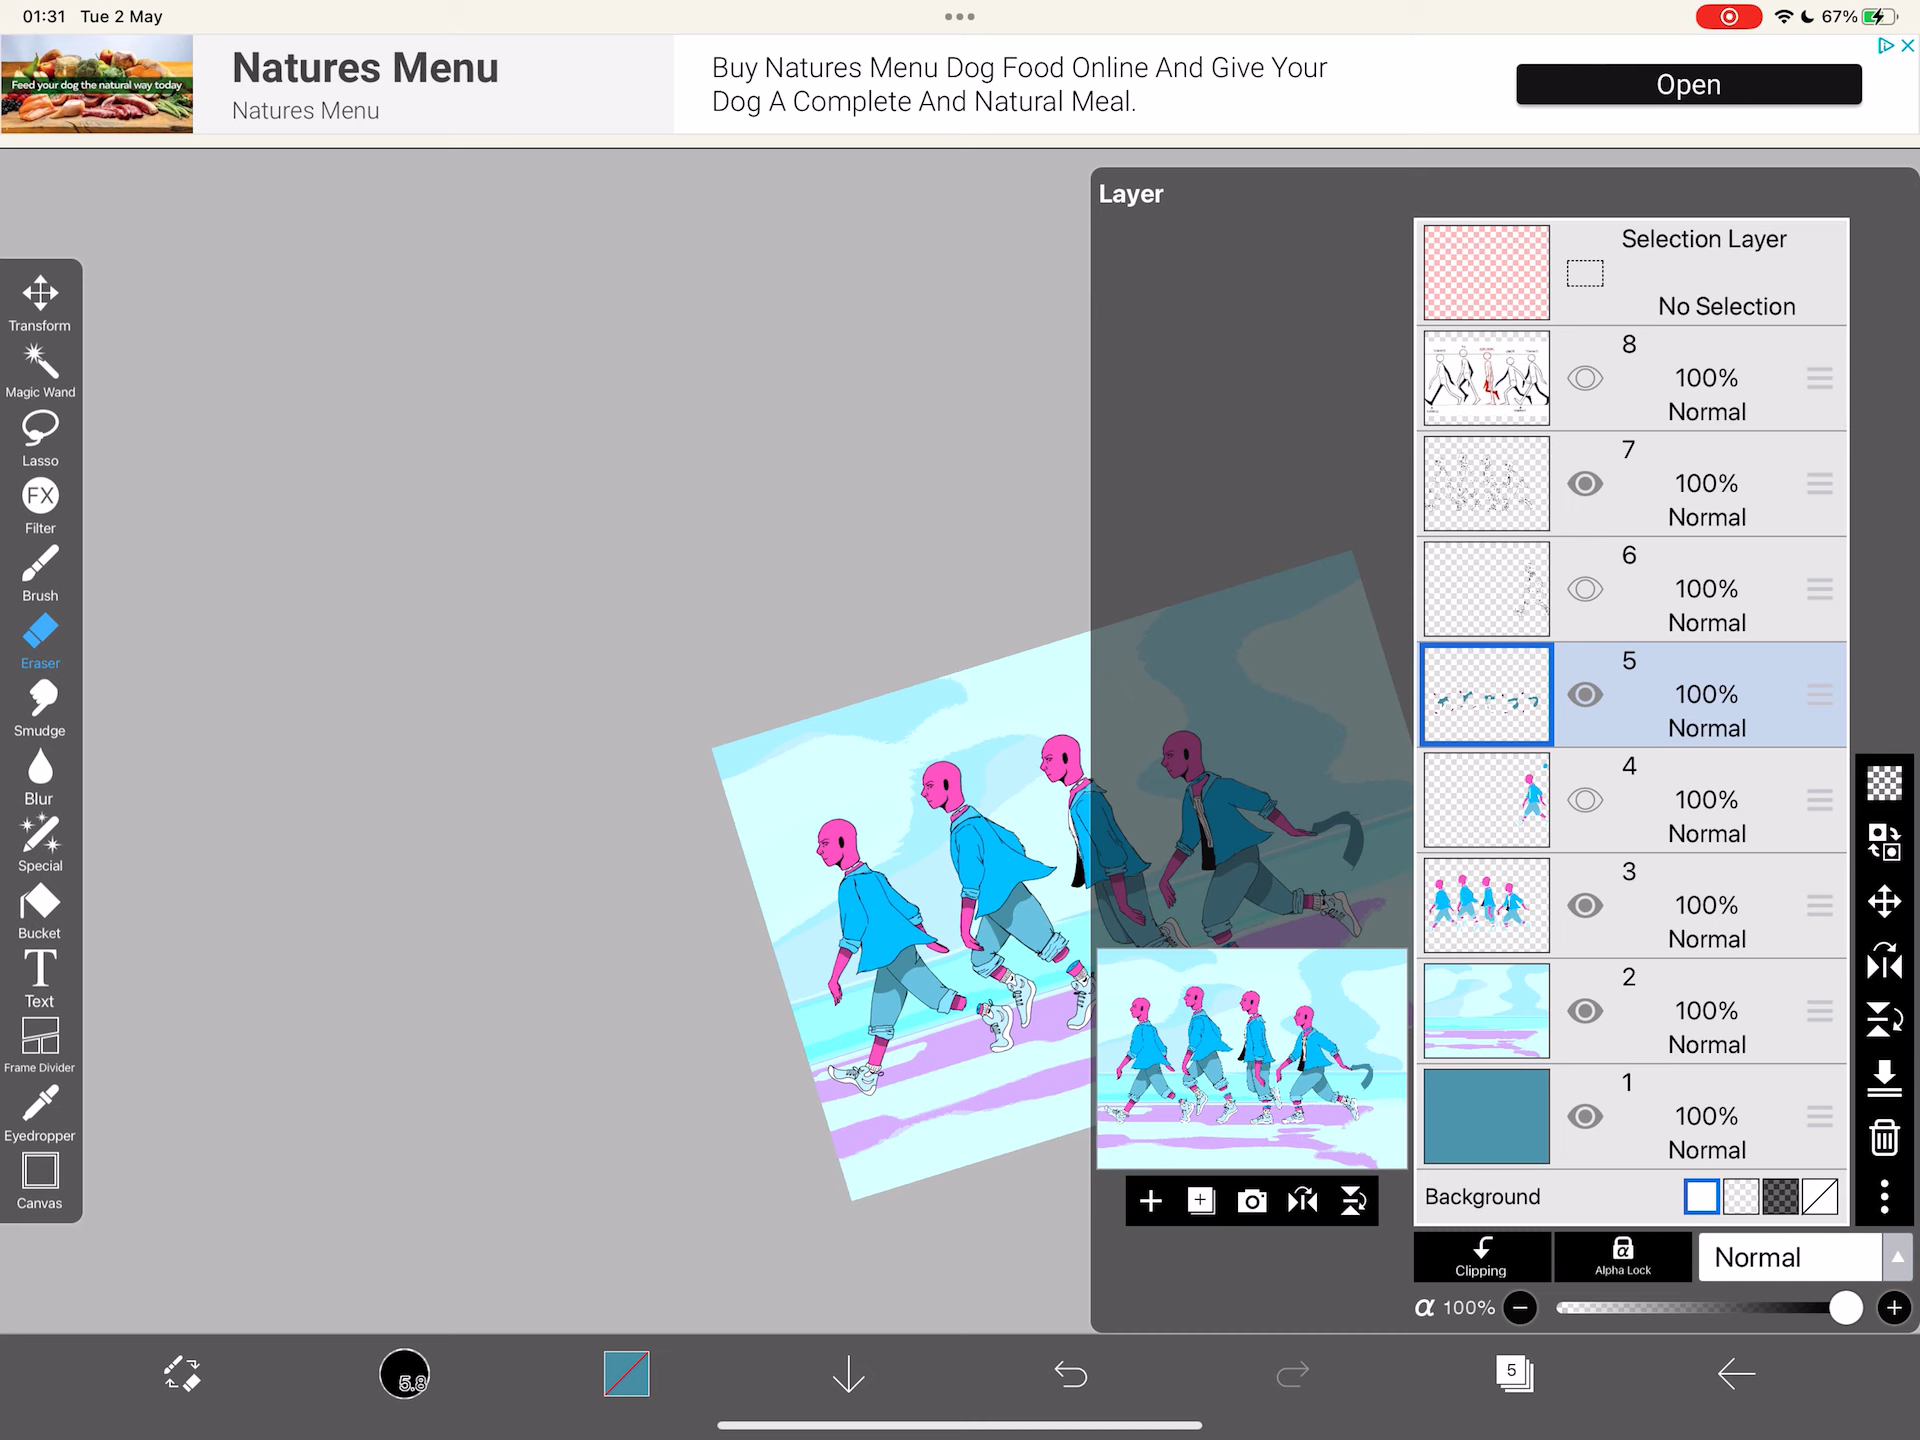 01:31 Tue 2 May
67%
Feed your dog the natural way today
Natures Menu
Natures Menu
Buy Natures Menu Dog Food Online And Give Your
Dog A Complete And Natural Meal.
Open
Transform
Magic Wand
Lasso
FX
Filter
Brush
Eraser
Smudge
Blur
Special
Bucket
T
Text
Frame Divider
Eyedropper
Canvas
Layer
Selection Layer
No Selection
8
100%
Normal
7
100%
Normal
6
100%
Normal
5
100%
Normal
4
100%
Normal
3
100%
Normal
2
100%
Normal
1
100%
Normal
Background
Clipping
α
Alpha Lock
Normal
α 100%
5.8
5